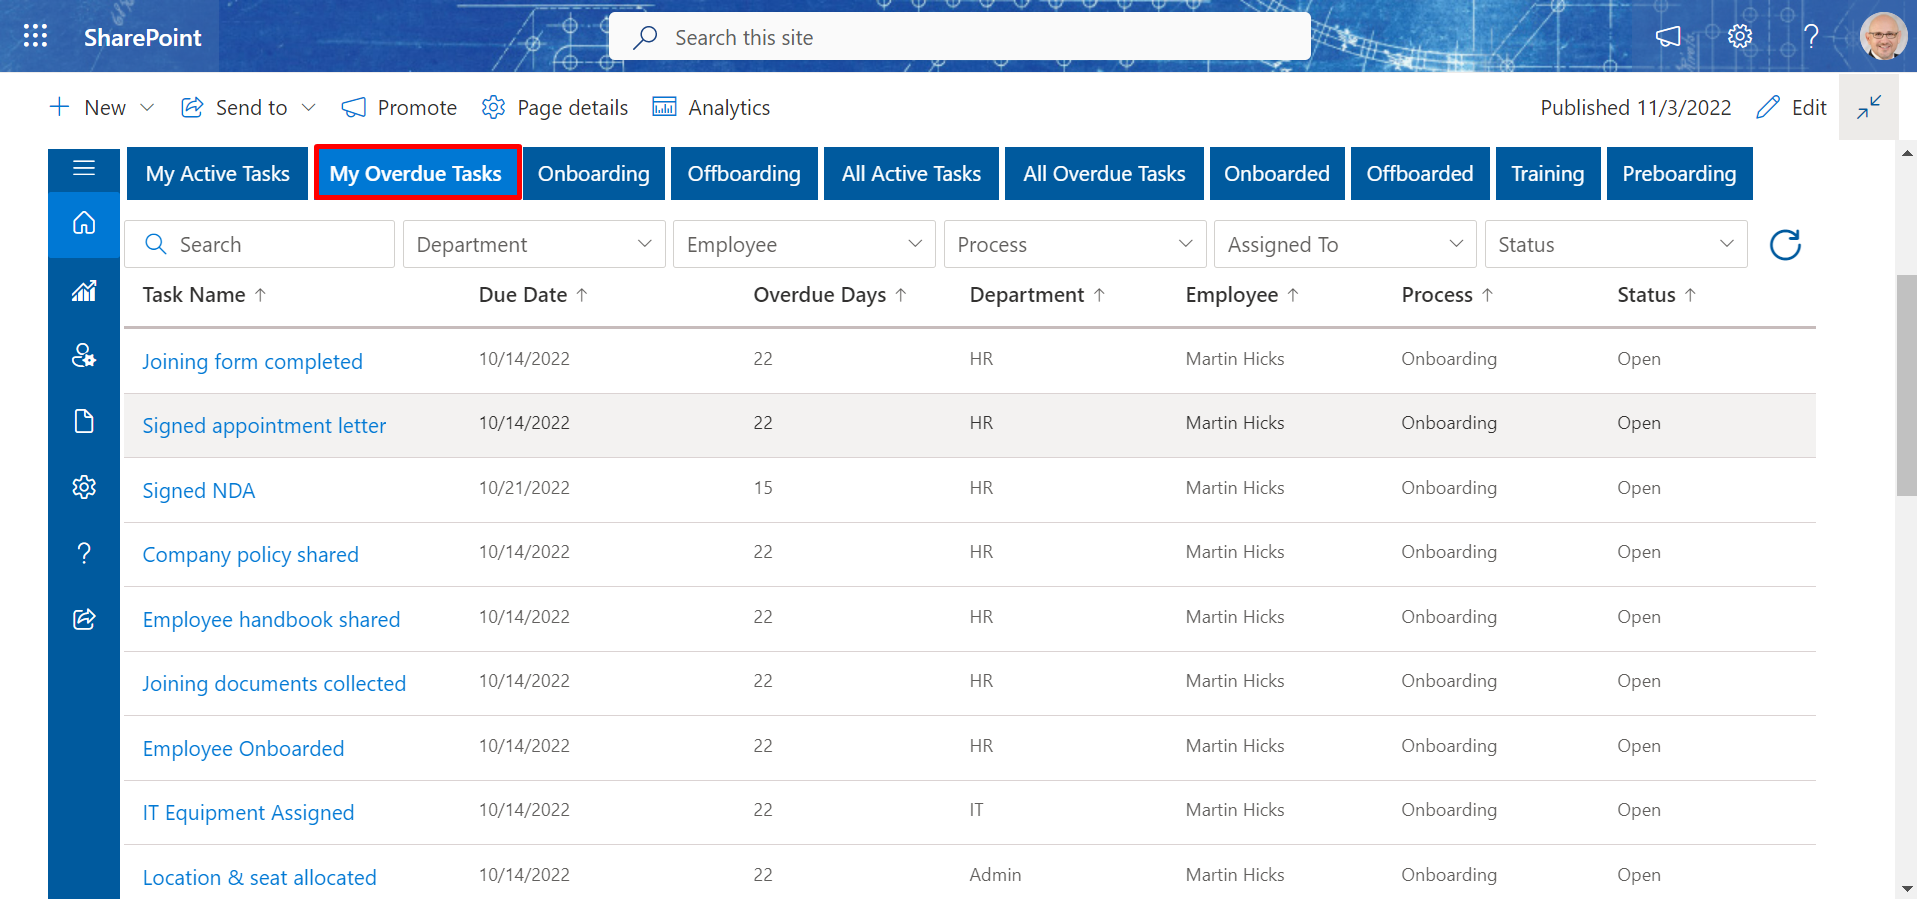 SharePoint
Search this site
New
Send to
Promote
Page details
Analytics
Published 11/3/2022
Edit
My Active Tasks
My Overdue Tasks
Onboarding
Offboarding
All Active Tasks
All Overdue Tasks
Onboarded
Offboarded
Training
Preboarding
Search
Department
Employee
Process
Assigned To
Status
Task Name ↑ Due Date ↑ Overdue Days ↑ Department ↑ Employee ↑ Process ↑ Status ↑
Joining form completed 10/14/2022 22 HR Martin Hicks Onboarding Open
Signed appointment letter 10/14/2022 22 HR Martin Hicks Onboarding Open
Signed NDA 10/21/2022 15 HR Martin Hicks Onboarding Open
Company policy shared 10/14/2022 22 HR Martin Hicks Onboarding Open
Employee handbook shared 10/14/2022 22 HR Martin Hicks Onboarding Open
Joining documents collected 10/14/2022 22 HR Martin Hicks Onboarding Open
Employee Onboarded 10/14/2022 22 HR Martin Hicks Onboarding Open
IT Equipment Assigned 10/14/2022 22 IT Martin Hicks Onboarding Open
Location & seat allocated 10/14/2022 22 Admin Martin Hicks Onboarding Open